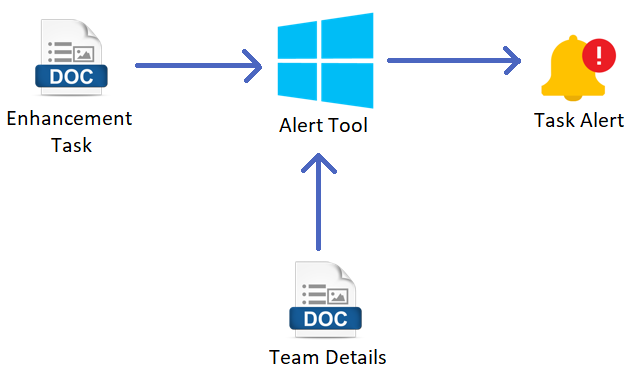 DOC
Enhancement
Task
Alert Tool
!
Task Alert
DOC
Team Details